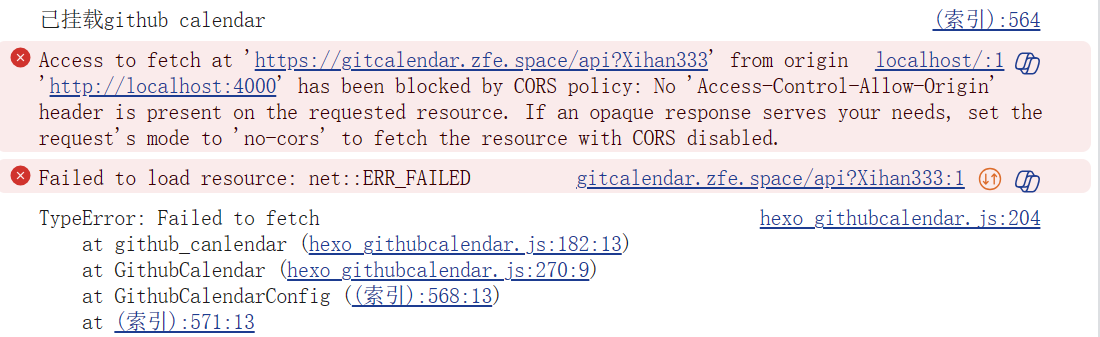 已挂载github calendar (索引):564
Access to fetch at 'https://gitcalendar.zfe.space/api?Xihan333' from origin localhost/:1
'http://localhost:4000' has been blocked by CORS policy: No 'Access-Control-Allow-Origin'
header is present on the requested resource. If an opaque response serves your needs, set the
request's mode to 'no-cors' to fetch the resource with CORS disabled.
Failed to load resource: net::ERR_FAILED gitcalendar.zfe.space/api?Xihan333:1
TypeError: Failed to fetch hexo_githubcalendar.js:204
at github_canlendar (hexo_githubcalendar.js:182:13)
at GithubCalendar (hexo_githubcalendar.js:270:9)
at GithubCalendarConfig ((索引):568:13)
at (索引):571:13